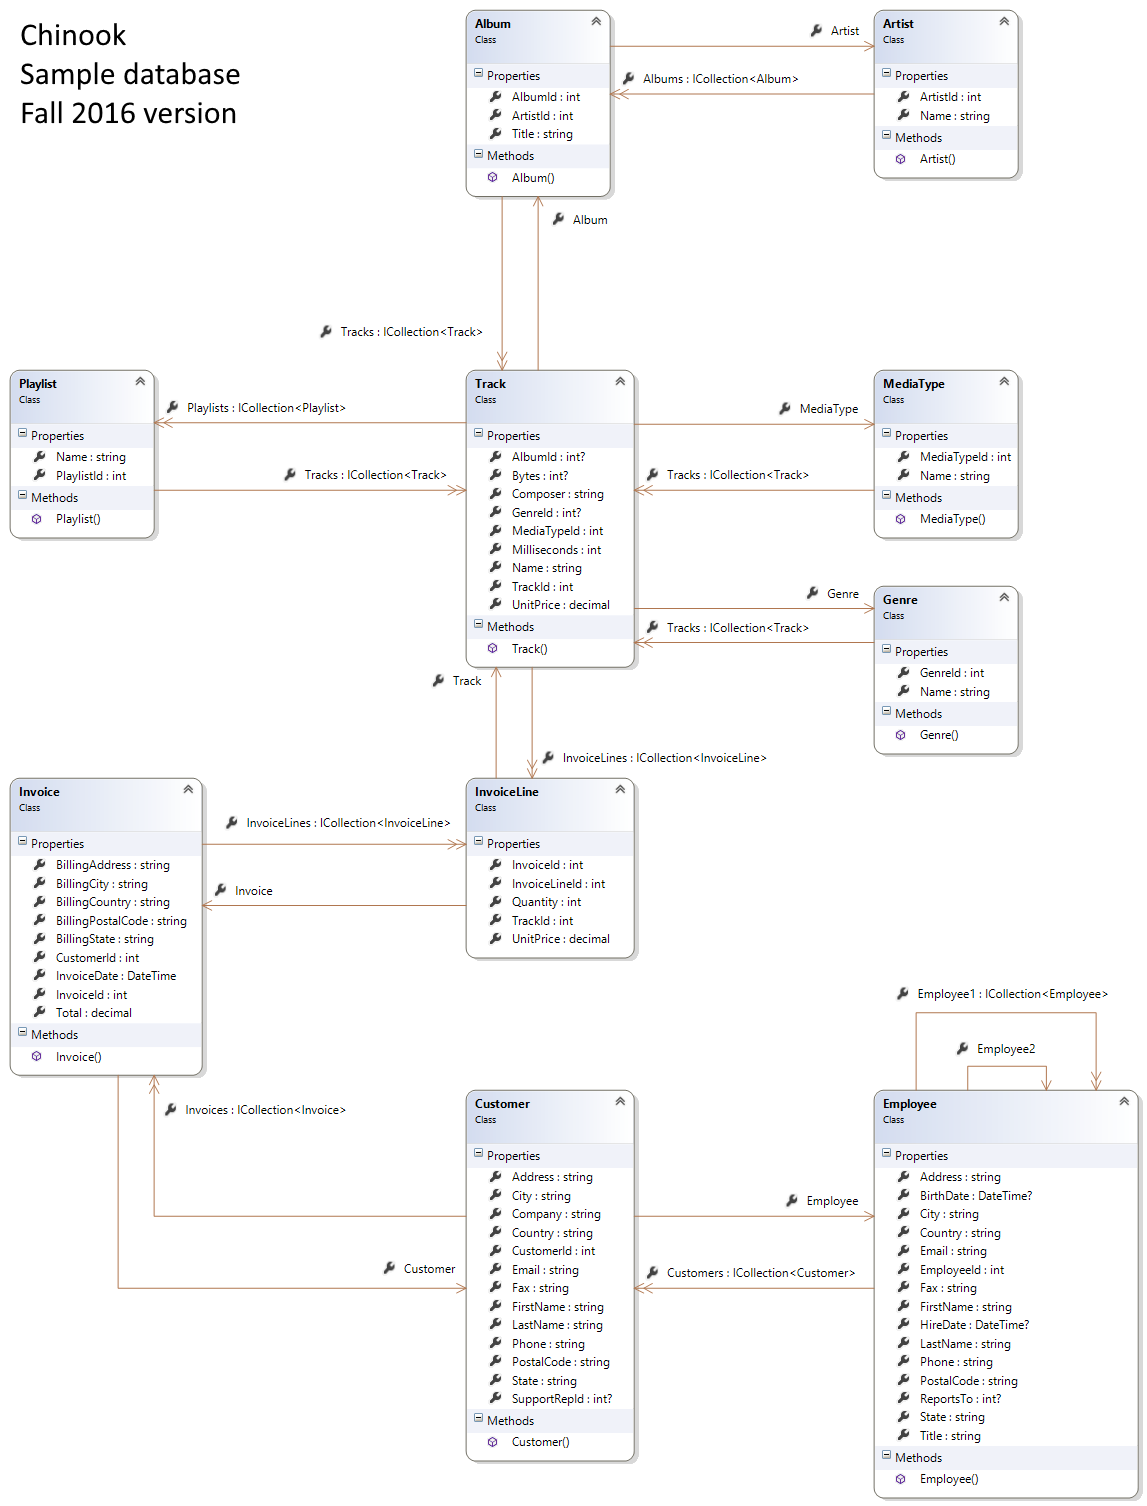 Chinook
Sample database
Fall 2016 version
Album
Class
Properties
AlbumId : int
ArtistId : int
Title : string
Methods
Album()
Artist
Albums : ICollection<Album>
Artist
Class
Properties
ArtistId : int
Name : string
Methods
Artist()
Album
Tracks : ICollection<Track>
Playlist
Class
Properties
Name : string
PlaylistId : int
Methods
Playlist()
Playlists : ICollection<Playlist>
Tracks : ICollection<Track>
Track
Class
Properties
AlbumId : int?
Bytes : int?
Composer : string
GenreId : int?
MediaTypeId : int
Milliseconds : int
Name : string
TrackId : int
UnitPrice : decimal
Methods
Track()
MediaType
Tracks : ICollection<Track>
MediaType
Class
Properties
MediaTypeId : int
Name : string
Methods
MediaType()
Genre
Tracks : ICollection<Track>
Genre
Class
Properties
GenreId : int
Name : string
Methods
Genre()
Track
InvoiceLines : ICollection<InvoiceLine>
Invoice
Class
Properties
BillingAddress : string
BillingCity : string
BillingCountry : string
BillingPostalCode : string
BillingState : string
CustomerId : int
InvoiceDate : DateTime
InvoiceId : int
Total : decimal
Methods
Invoice()
InvoiceLines : ICollection<InvoiceLine>
Invoice
InvoiceLine
Class
Properties
InvoiceId : int
InvoiceLineId : int
Quantity : int
TrackId : int
UnitPrice : decimal
Employee1 : ICollection<Employee>
Employee2
Invoices : ICollection<Invoice>
Customer
Customer
Class
Properties
Address : string
City : string
Company : string
Country : string
CustomerId : int
Email : string
Fax : string
FirstName : string
LastName : string
Phone : string
PostalCode : string
State : string
SupportRepId : int?
Methods
Customer()
Employee
Customers : ICollection<Customer>
Employee
Class
Properties
Address : string
BirthDate : DateTime?
City : string
Country : string
Email : string
EmployeeId : int
Fax : string
FirstName : string
HireDate : DateTime?
LastName : string
Phone : string
PostalCode : string
ReportsTo : int?
State : string
Title : string
Methods
Employee()